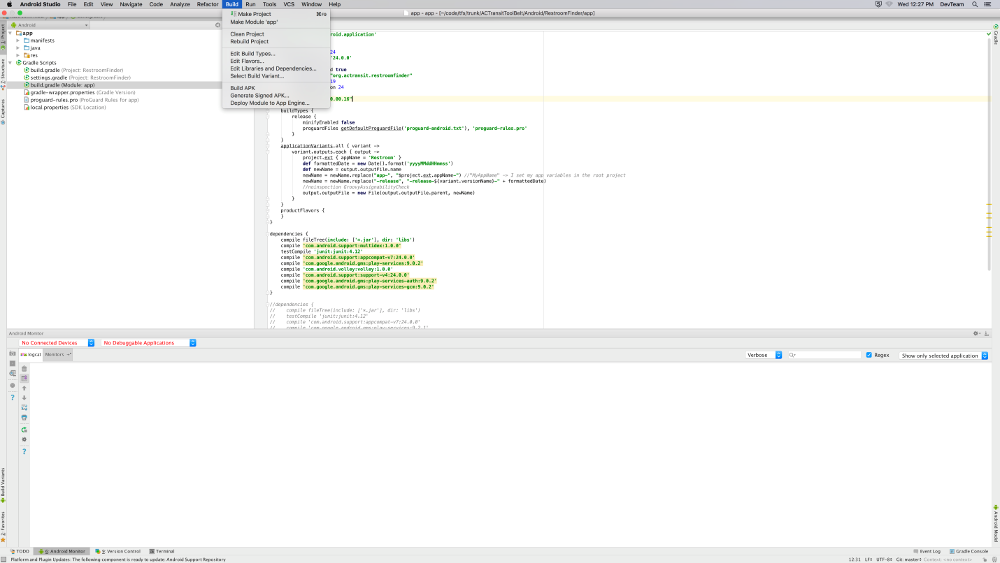 Android Studio File Edit View Navigate Code Analyze Refactor Build Run Tools VCS Window Help Wed 12:27 PM DevTeam
app - app - [~/code/tfs/trunk/ACTransitToolBelt/Android/RestroomFinder/app]
Make Project ⌘F9
Make Module 'app'
Clean Project
Rebuild Project
Edit Build Types...
Edit Flavors...
Edit Libraries and Dependencies...
Select Build Variant...
Build APK
Generate Signed APK...
Deploy Module to App Engine...
1: Project
Z: Structure
Captures
Build Variants
2: Favorites
Android
app
manifests
java
res
Gradle Scripts
build.gradle (Project: RestroomFinder)
settings.gradle (Project: RestroomFinder)
build.gradle (Module: app)
gradle-wrapper.properties (Gradle Version)
proguard-rules.pro (ProGuard Rules for app)
local.properties (SDK Location)
roid.application'
24
'24.0.0'
d true
"org.actransit.restroomfinder"
19
on 24
0.00.16"
buildTypes {
release {
minifyEnabled false
proguardFiles getDefaultProguardFile('proguard-android.txt'), 'proguard-rules.pro'
}
}
applicationVariants.all { variant ->
variant.outputs.each { output ->
project.ext { appName = 'Restroom' }
def formattedDate = new Date().format('yyyyMMddHHmmss')
def newName = output.outputFile.name
newName = newName.replace("app-", "$project.ext.appName-") //"MyAppName" -> I set my app variables in the root project
newName = newName.replace("-release", "-release-${variant.versionName}-" + formattedDate)
//noinspection GroovyAssignabilityCheck
output.outputFile = new File(output.outputFile.parent, newName)
}
}
productFlavors {
}
}
dependencies {
compile fileTree(include: ['*.jar'], dir: 'libs')
compile 'com.android.support:multidex:1.0.0'
testCompile 'junit:junit:4.12'
compile 'com.android.support:appcompat-v7:24.0.0'
compile 'com.google.android.gms:play-services:9.0.2'
compile 'com.android.volley:volley:1.0.0'
compile 'com.android.support:support-v4:24.0.0'
compile 'com.google.android.gms:play-services-auth:9.0.2'
compile 'com.google.android.gms:play-services-gcm:9.0.2'
}
//dependencies {
// compile fileTree(include: ['*.jar'], dir: 'libs')
// testCompile 'junit:junit:4.12'
// compile 'com.android.support:appcompat-v7:24.0.0'
// compile 'com.google.android.gms:play-services:9.2.1'
Gradle
Android Model
Android Monitor
No Connected Devices No Debuggable Applications
logcat Monitors Verbose Regex Show only selected application
TODO 6: Android Monitor 9: Version Control Terminal Event Log Gradle Console
Platform and Plugin Updates: The following component is ready to update: Android Support Repository 12:31 LF UTF-8 Git: master Context: <no context>